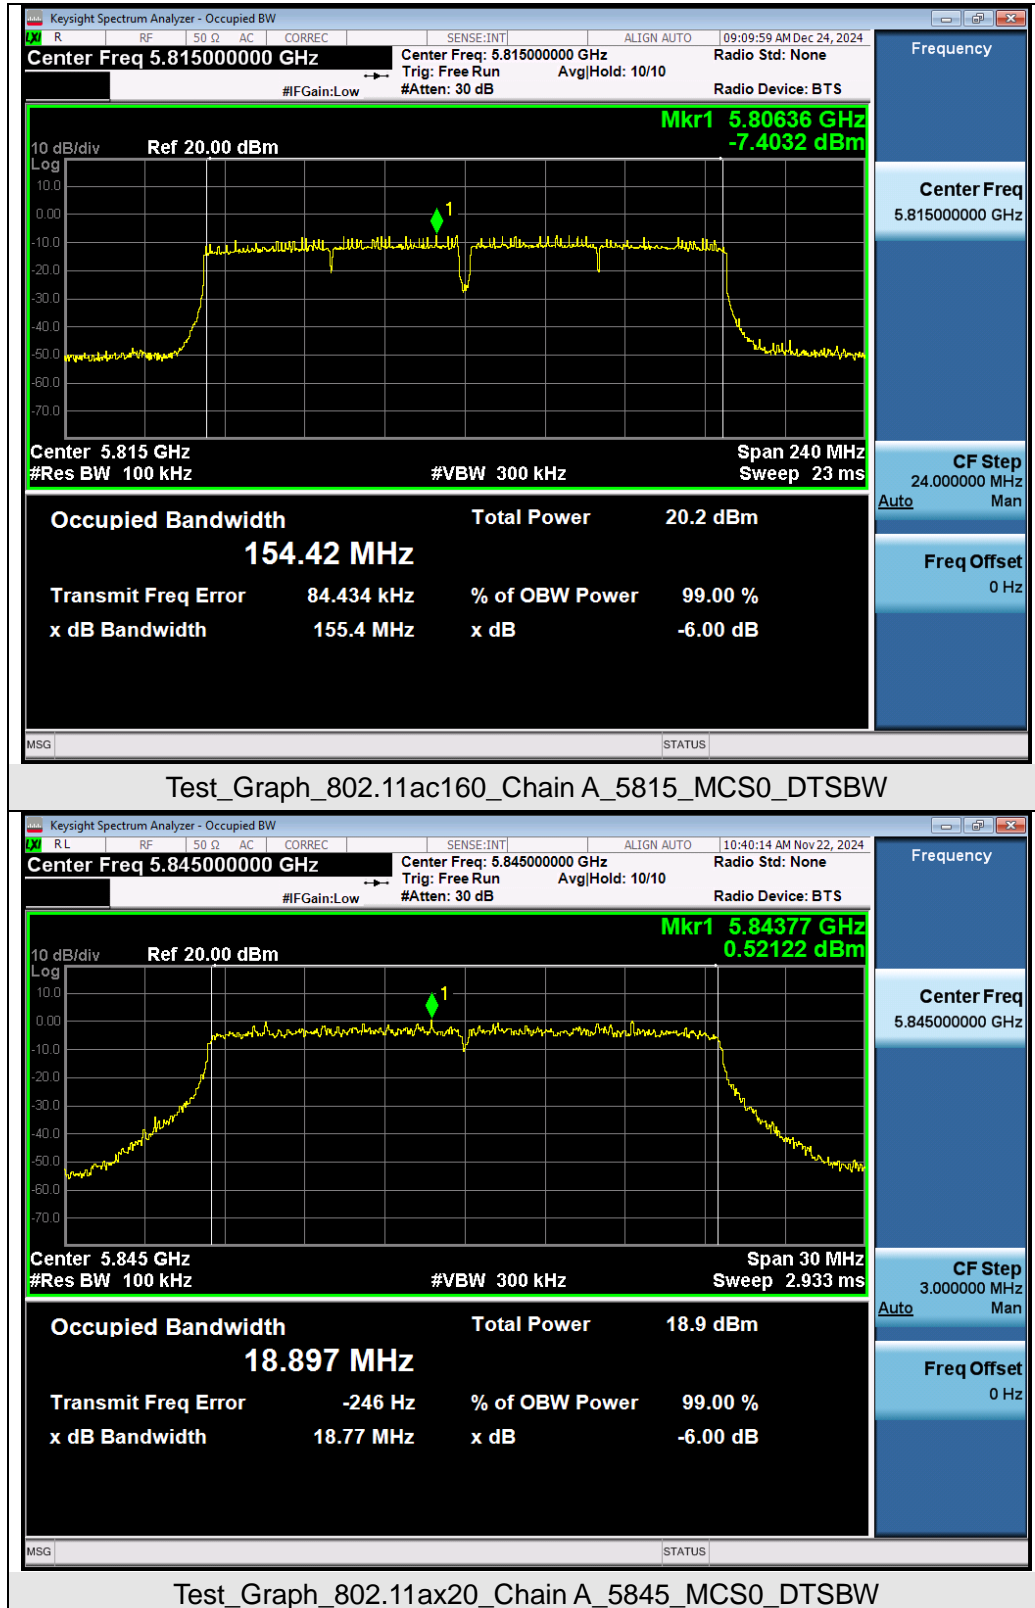 Keysight Spectrum Analyzer - Occupied BW
LXI R RF 50 Ω AC CORREC SENSE:INT ALIGN AUTO 09:09:59 AM Dec 24, 2024
Center Freq 5.815000000 GHz
Center Freq: 5.815000000 GHz Radio Std: None
Trig: Free Run Avg|Hold: 10/10
#IFGain:Low #Atten: 30 dB Radio Device: BTS
Frequency
Mkr1 5.80636 GHz
-7.4032 dBm
10 dB/div Ref 20.00 dBm
Log
10.0
0.00
-10.0
-20.0
-30.0
-40.0
-50.0
-60.0
-70.0
1
Center Freq
5.815000000 GHz
Center 5.815 GHz Span 240 MHz
#Res BW 100 kHz #VBW 300 kHz Sweep 23 ms
CF Step
24.000000 MHz
Auto Man
Occupied Bandwidth Total Power 20.2 dBm
154.42 MHz
Freq Offset
0 Hz
Transmit Freq Error 84.434 kHz % of OBW Power 99.00 %
x dB Bandwidth 155.4 MHz x dB -6.00 dB
MSG STATUS
Test_Graph_802.11ac160_Chain A_5815_MCS0_DTSBW
Keysight Spectrum Analyzer - Occupied BW
LXI RL RF 50 Ω AC CORREC SENSE:INT ALIGN AUTO 10:40:14 AM Nov 22, 2024
Center Freq 5.845000000 GHz
Center Freq: 5.845000000 GHz Radio Std: None
Trig: Free Run Avg|Hold: 10/10
#IFGain:Low #Atten: 30 dB Radio Device: BTS
Frequency
Mkr1 5.84377 GHz
0.52122 dBm
10 dB/div Ref 20.00 dBm
Log
10.0
0.00
-10.0
-20.0
-30.0
-40.0
-50.0
-60.0
-70.0
1
Center Freq
5.845000000 GHz
Center 5.845 GHz Span 30 MHz
#Res BW 100 kHz #VBW 300 kHz Sweep 2.933 ms
CF Step
3.000000 MHz
Auto Man
Occupied Bandwidth Total Power 18.9 dBm
18.897 MHz
Freq Offset
0 Hz
Transmit Freq Error -246 Hz % of OBW Power 99.00 %
x dB Bandwidth 18.77 MHz x dB -6.00 dB
MSG STATUS
Test_Graph_802.11ax20_Chain A_5845_MCS0_DTSBW